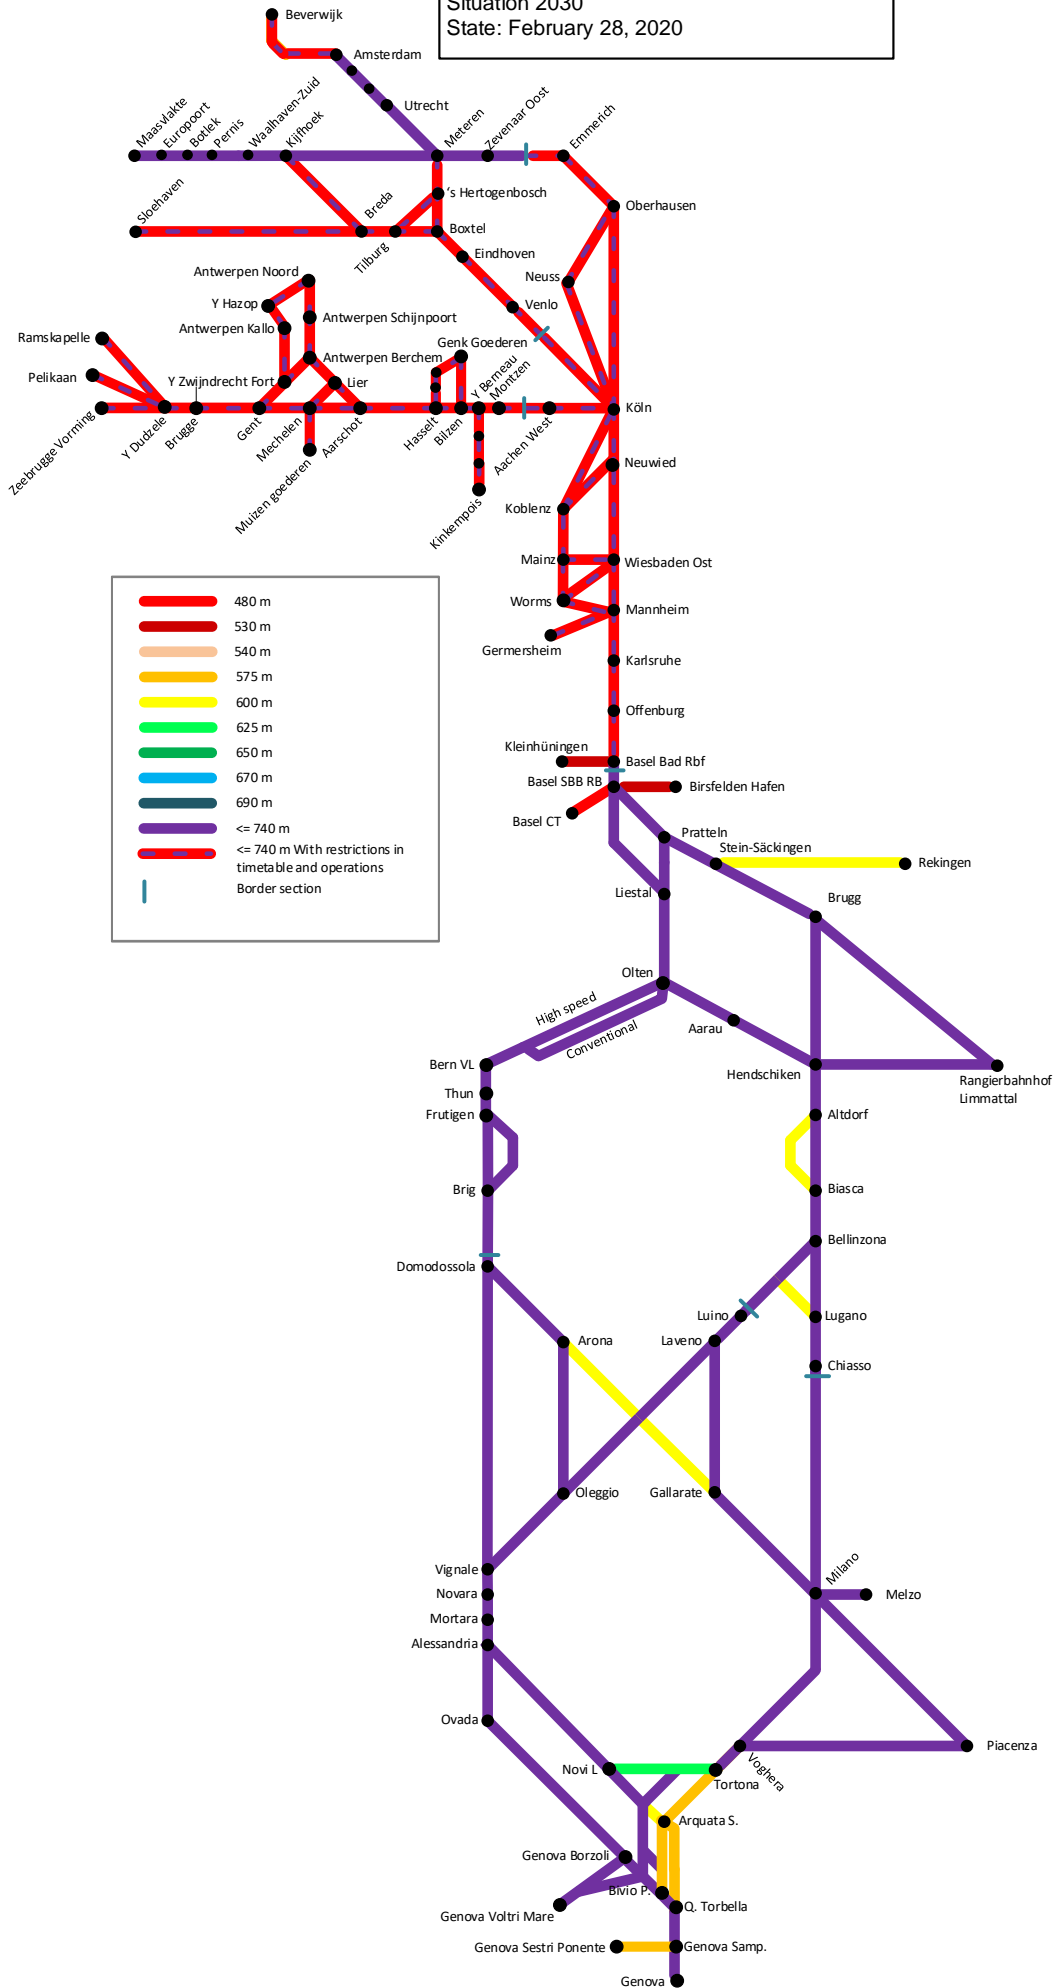 Situation 2030
State: February 28, 2020
Beverwijk
Amsterdam
Utrecht
Maasvlakte
Europoort
Botlek
Pernis
Waalhaven-Zuid
Kijfhoek
Meteren
Zevenaar Oost
Emmerich
Sloehaven
Breda
Tilburg
's Hertogenbosch
Boxtel
Eindhoven
Venlo
Oberhausen
Neuss
Antwerpen Noord
Y Hazop
Antwerpen Kallo
Antwerpen Schijnpoort
Antwerpen Berchem
Genk Goederen
Ramskapelle
Pelikaan
Y Zwijndrecht Fort
Lier
Y Berneau
Montzen
Zeebrugge Vorming
Y Dudzele
Brugge
Gent
Mechelen
Muizen goederen
Aarschot
Hasselt
Bilzen
Kinkempois
Aachen West
Köln
Neuwied
Koblenz
Mainz
Wiesbaden Ost
Worms
Mannheim
Germersheim
Karlsruhe
Offenburg
480 m
530 m
540 m
575 m
600 m
625 m
650 m
670 m
690 m
<= 740 m
<= 740 m With restrictions in
timetable and operations
Border section
Kleinhüningen
Basel Bad Rbf
Basel SBB RB
Birsfelden Hafen
Basel CT
Pratteln
Stein-Säckingen
Rekingen
Liestal
Brugg
Olten
High speed
Conventional
Aarau
Bern VL
Hendschiken
Rangierbahnhof
Limmattal
Thun
Frutigen
Altdorf
Brig
Biasca
Bellinzona
Domodossola
Luino
Lugano
Arona
Laveno
Chiasso
Oleggio
Gallarate
Vignale
Milano
Novara
Melzo
Mortara
Alessandria
Ovada
Voghera
Piacenza
Novi L
Tortona
Arquata S.
Genova Borzoli
Bivio P.
Genova Voltri Mare
Q. Torbella
Genova Sestri Ponente
Genova Samp.
Genova